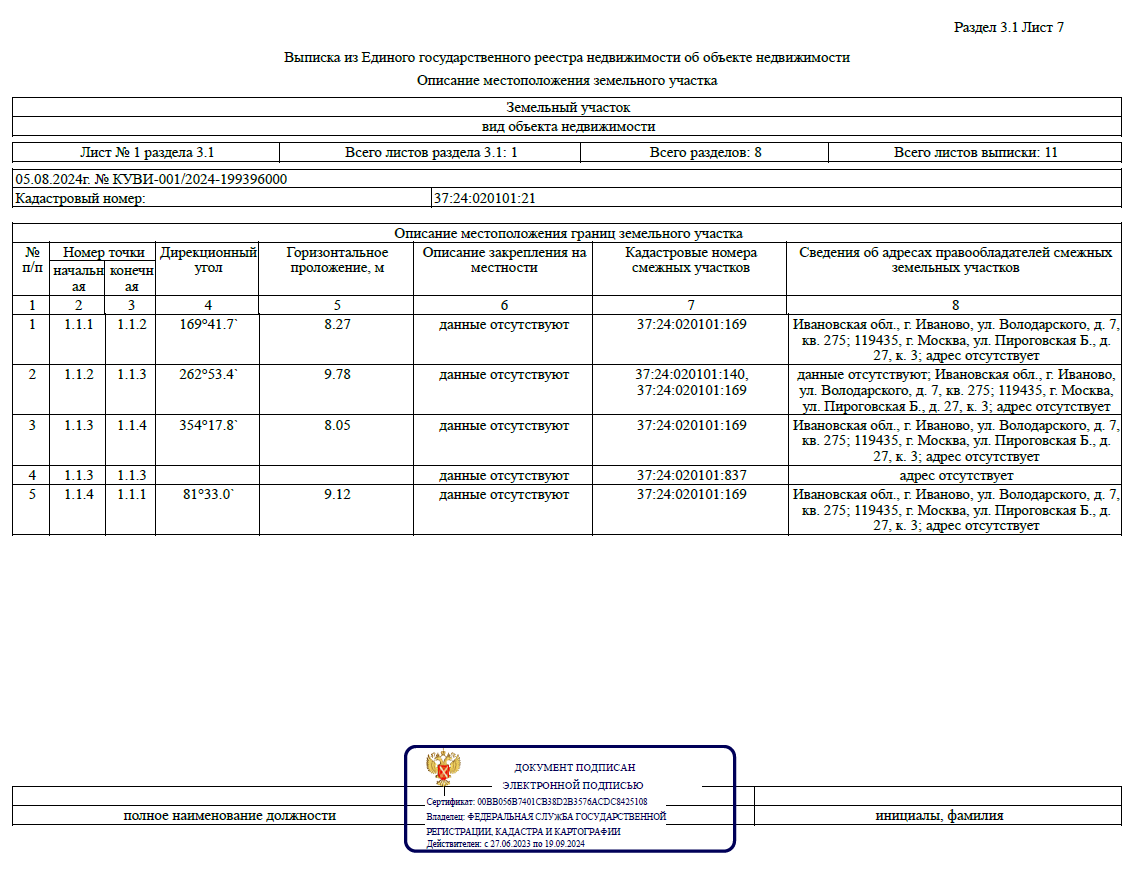 Раздел 3.1 Лист 7
Выписка из Единого государственного реестра недвижимости об объекте недвижимости
Описание местоположения земельного участка
Земельный участок
вид объекта недвижимости
Лист № 1 раздела 3.1 Всего листов раздела 3.1: 1 Всего разделов: 8 Всего листов выписки: 11
05.08.2024г. № КУВИ-001/2024-199396000
Кадастровый номер: 37:24:020101:21
Описание местоположения границ земельного участка
№ п/п Номер точки Дирекционный угол Горизонтальное проложение, м Описание закрепления на местности Кадастровые номера смежных участков Сведения об адресах правообладателей смежных земельных участков
начальн ая конечн ая
1 2 3 4 5 6 7 8
1 1.1.1 1.1.2 169°41.7` 8.27 данные отсутствуют 37:24:020101:169 Ивановская обл., г. Иваново, ул. Володарского, д. 7,
кв. 275; 119435, г. Москва, ул. Пироговская Б., д.
27, к. 3; адрес отсутствует
2 1.1.2 1.1.3 262°53.4` 9.78 данные отсутствуют 37:24:020101:140, данные отсутствуют; Ивановская обл., г. Иваново,
37:24:020101:169 ул. Володарского, д. 7, кв. 275; 119435, г. Москва,
ул. Пироговская Б., д. 27, к. 3; адрес отсутствует
3 1.1.3 1.1.4 354°17.8` 8.05 данные отсутствуют 37:24:020101:169 Ивановская обл., г. Иваново, ул. Володарского, д. 7,
кв. 275; 119435, г. Москва, ул. Пироговская Б., д.
27, к. 3; адрес отсутствует
4 1.1.3 1.1.3 данные отсутствуют 37:24:020101:837 адрес отсутствует
5 1.1.4 1.1.1 81°33.0` 9.12 данные отсутствуют 37:24:020101:169 Ивановская обл., г. Иваново, ул. Володарского, д. 7,
кв. 275; 119435, г. Москва, ул. Пироговская Б., д.
27, к. 3; адрес отсутствует
ДОКУМЕНТ ПОДПИСАН
ЭЛЕКТРОННОЙ ПОДПИСЬЮ
Сертификат: 00BB056B7401CB38D2B3576ACDC8425108
Владелец: ФЕДЕРАЛЬНАЯ СЛУЖБА ГОСУДАРСТВЕННОЙ
РЕГИСТРАЦИИ, КАДАСТРА И КАРТОГРАФИИ
Действителен: с 27.06.2023 по 19.09.2024
полное наименование должности инициалы, фамилия